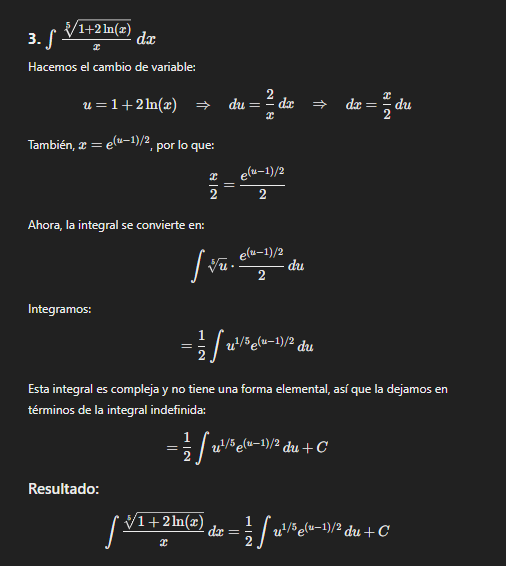 3. ∫ ⁵√(1+2 ln(x)) / x dx
Hacemos el cambio de variable:
u = 1 + 2 ln(x) ⇒ du = 2/x dx ⇒ dx = x/2 du
También, x = e^{(u−1)/2}, por lo que:
x/2 = e^{(u−1)/2} / 2
Ahora, la integral se convierte en:
∫ ⁵√u · e^{(u−1)/2} / 2 du
Integramos:
= 1/2 ∫ u^{1/5} e^{(u−1)/2} du
Esta integral es compleja y no tiene una forma elemental, así que la dejamos en
términos de la integral indefinida:
= 1/2 ∫ u^{1/5} e^{(u−1)/2} du + C
Resultado:
∫ ⁵√(1 + 2 ln(x)) / x dx = 1/2 ∫ u^{1/5} e^{(u−1)/2} du + C